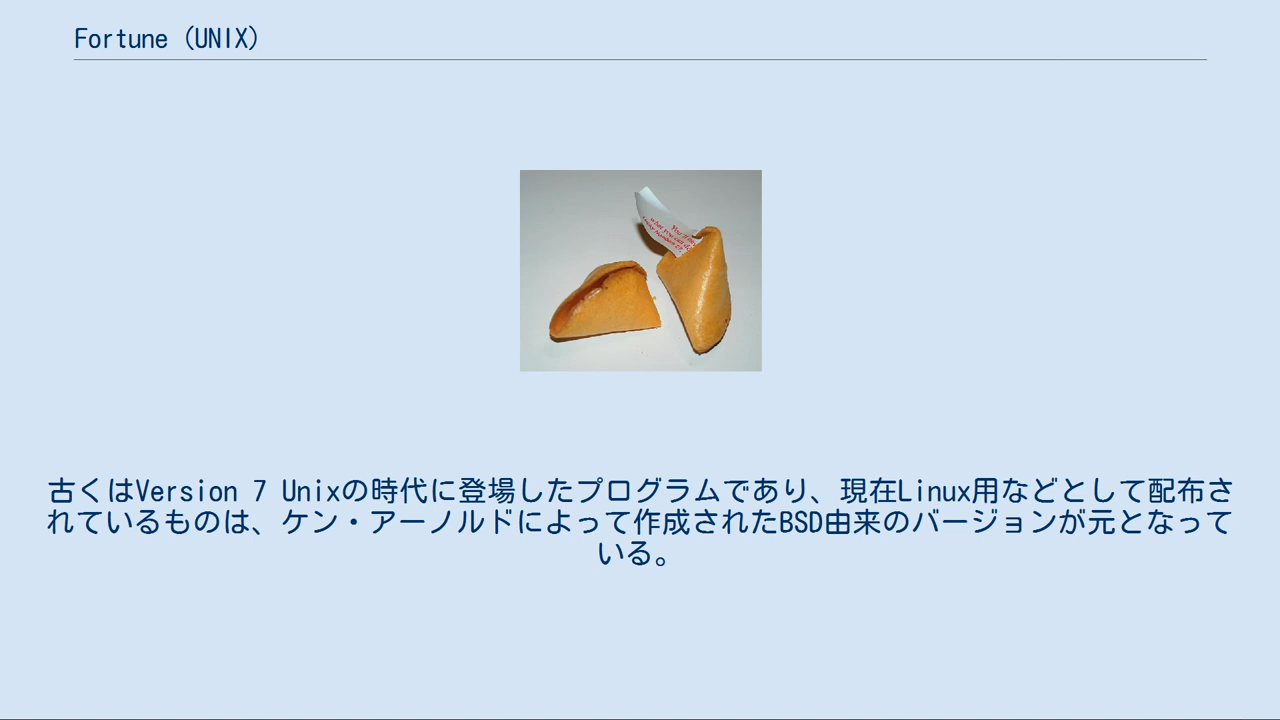 Fortune (UNIX)
古くはVersion 7 Unixの時代に登場したプログラムであり、現在Linux用などとして配布さ
れているものは、ケン・アーノルドによって作成されたBSD由来のバージョンが元となって
いる。